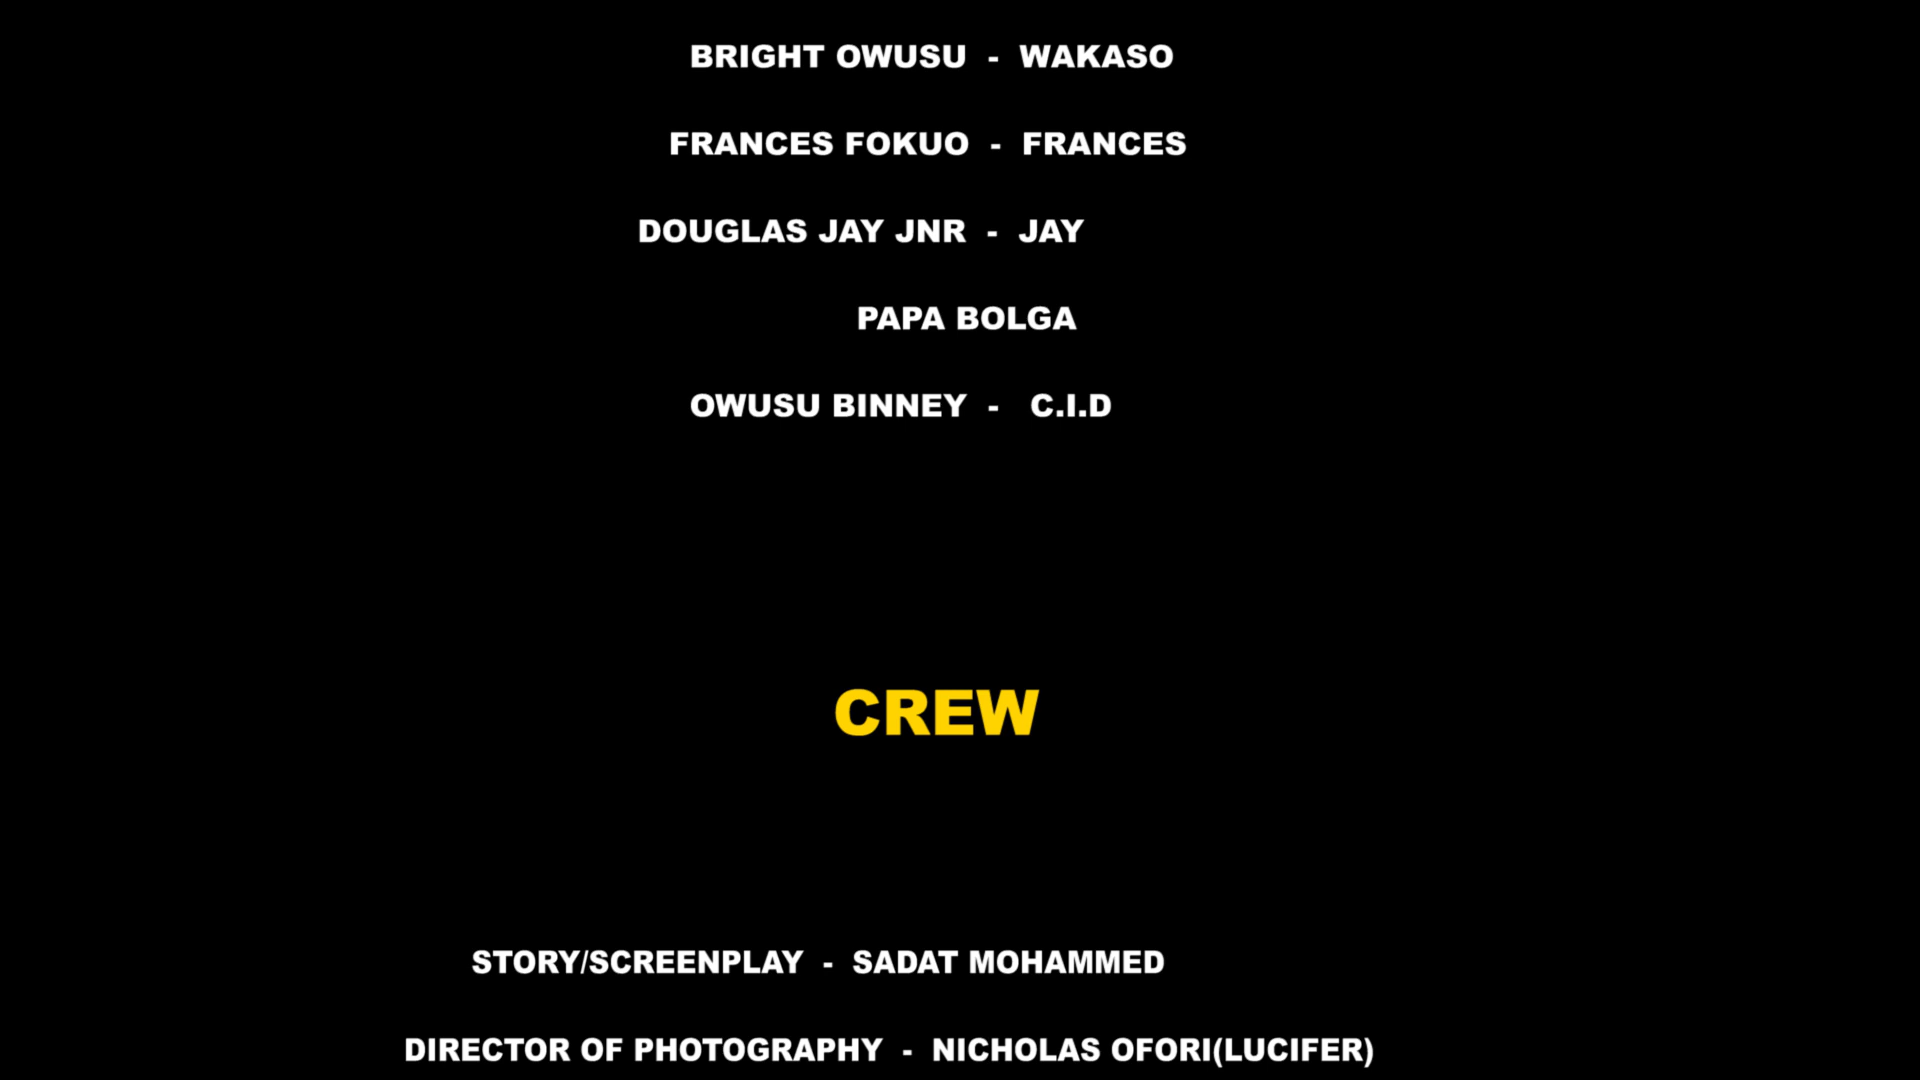 BRIGHT OWUSU - WAKASO
FRANCES FOKUO - FRANCES
DOUGLAS JAY JNR - JAY
PAPA BOLGA
OWUSU BINNEY - C.I.D
CREW
STORY/SCREENPLAY - SADAT MOHAMMED
DIRECTOR OF PHOTOGRAPHY - NICHOLAS OFORI(LUCIFER)